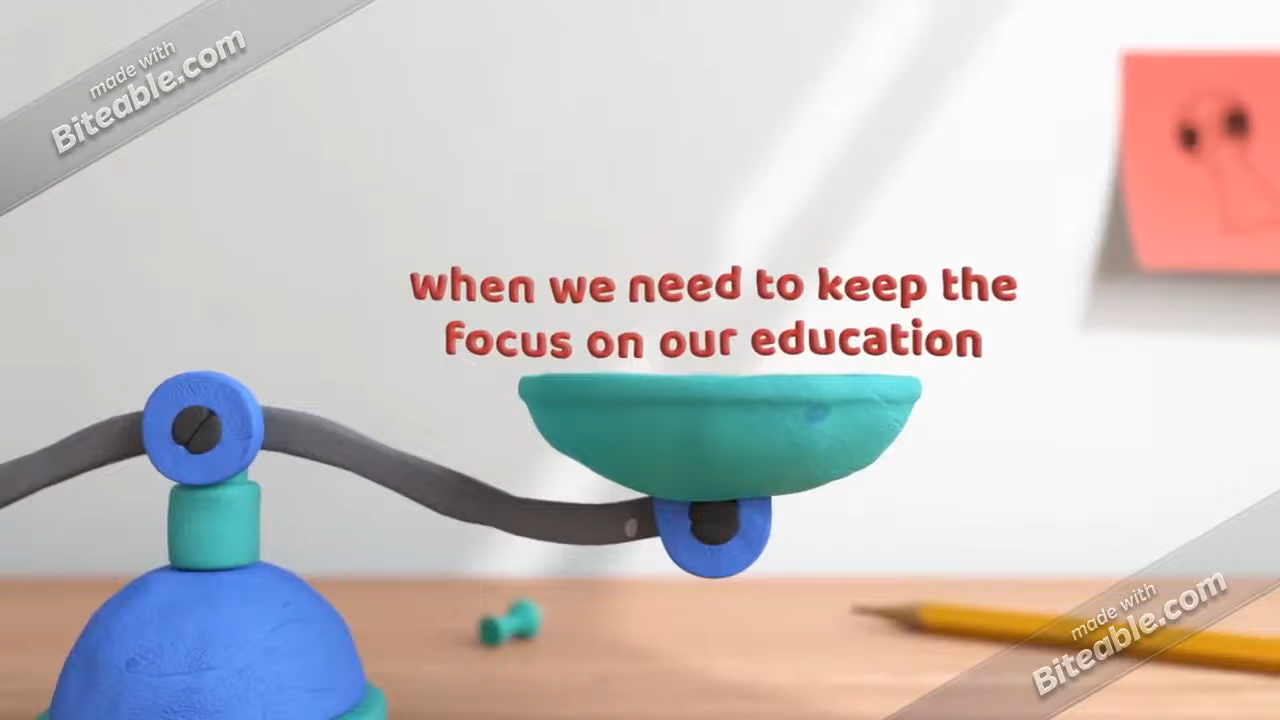 made with
Biteable.com
when we need to keep the
focus on our education
made with
Biteable.com